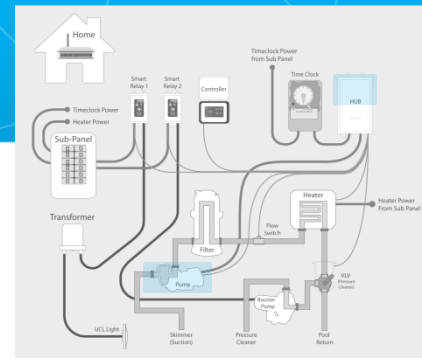 Home
Timeclock Power
From Sub Panel
Smart
Relay 1
Smart
Relay 2
Controller
Time Clock
HUB
Timeclock Power
Heater Power
Sub-Panel
Heater
Heater Power
From Sub Panel
Transformer
Flow
Switch
Filter
VLV
Pressure
Cleaner
Pump
Booster
Pump
UCL Light
Skimmer
(Suction)
Pressure
Cleaner
Pool
Return